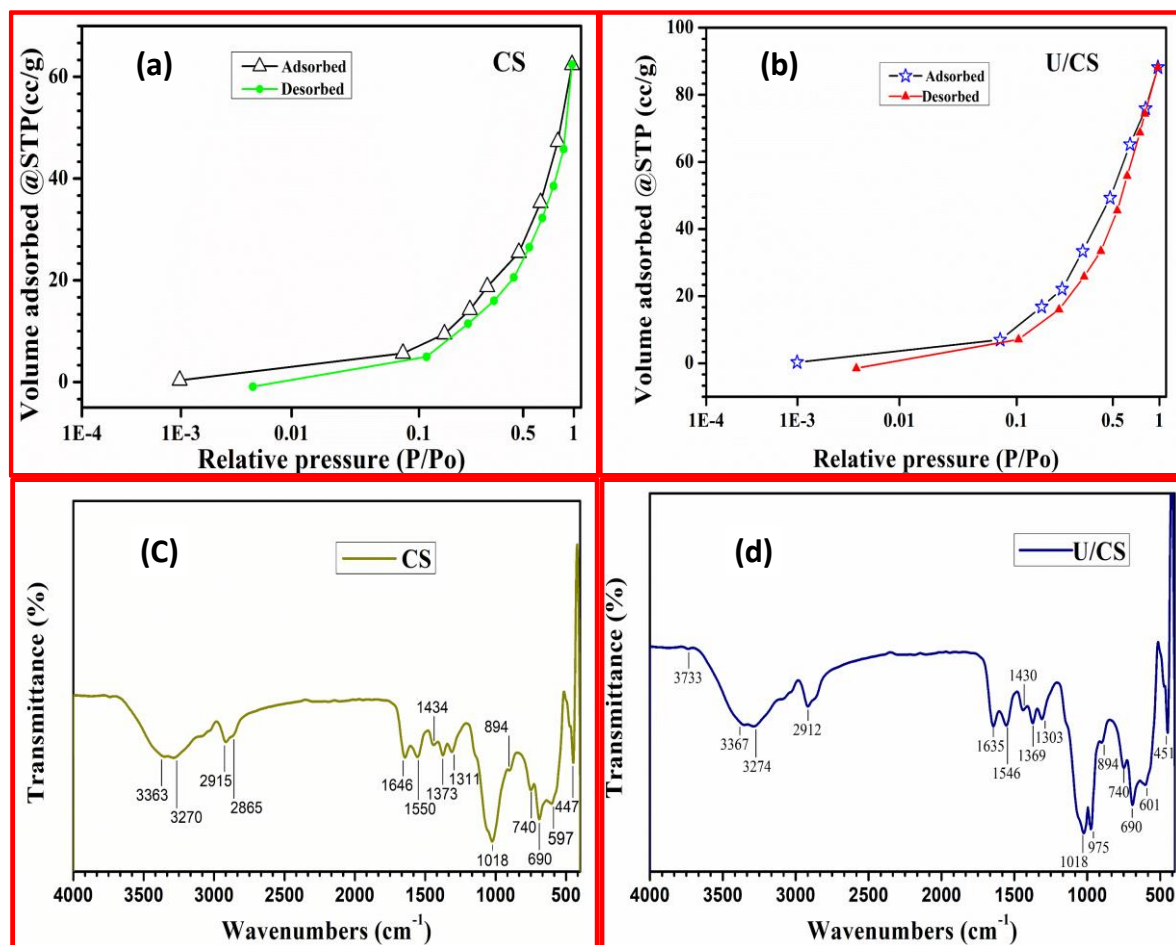 (a)
CS
Adsorbed
Desorbed
Volume adsorbed @STP(cc/g)
60
40
20
0
1E-4 1E-3 0.01 0.1 0.5 1
Relative pressure (P/Po)
(b)
U/CS
Adsorbed
Desorbed
Volume adsorbed @STP (cc/g)
100
80
60
40
20
0
1E-4 1E-3 0.01 0.1 0.5 1
Relative pressure (P/Po)
(C)
CS
Transmittance (%)
3363
3270
2915
2865
1646
1550
1434
1373
1311
1018
894
740
690
597
447
4000 3500 3000 2500 2000 1500 1000 500
Wavenumbers (cm⁻¹)
(d)
U/CS
Transmittance (%)
3733
3367
3274
2912
1635
1546
1430
1369
1303
1018
975
894
740
690
601
451
4000 3500 3000 2500 2000 1500 1000 500
Wavenumbers (cm⁻¹)